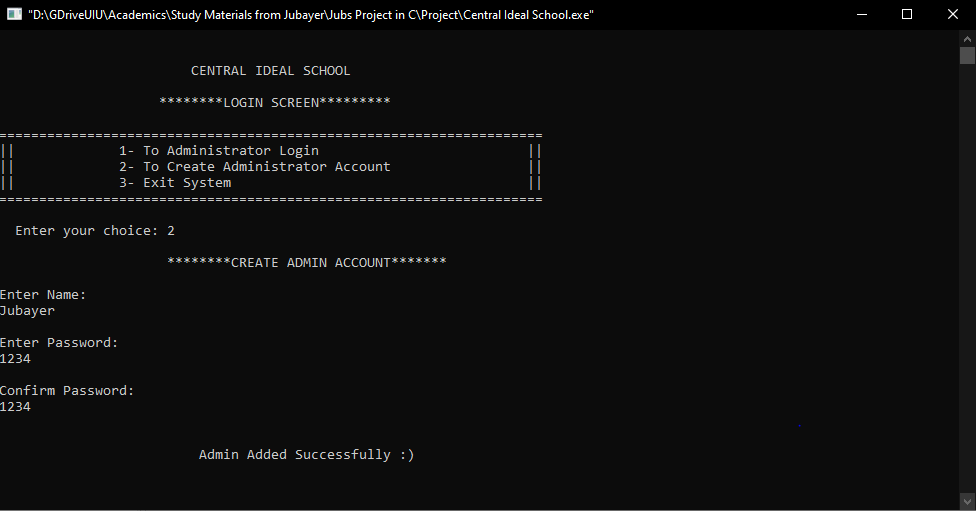 "D:\GDriveUIU\Academics\Study Materials from Jubayer\Jubs Project in C\Project\Central Ideal School.exe"
CENTRAL IDEAL SCHOOL
********LOGIN SCREEN*********
====================================================================
|| 1- To Administrator Login ||
|| 2- To Create Administrator Account ||
|| 3- Exit System ||
====================================================================
Enter your choice: 2
********CREATE ADMIN ACCOUNT*******
Enter Name:
Jubayer
Enter Password:
1234
Confirm Password:
1234
Admin Added Successfully :)